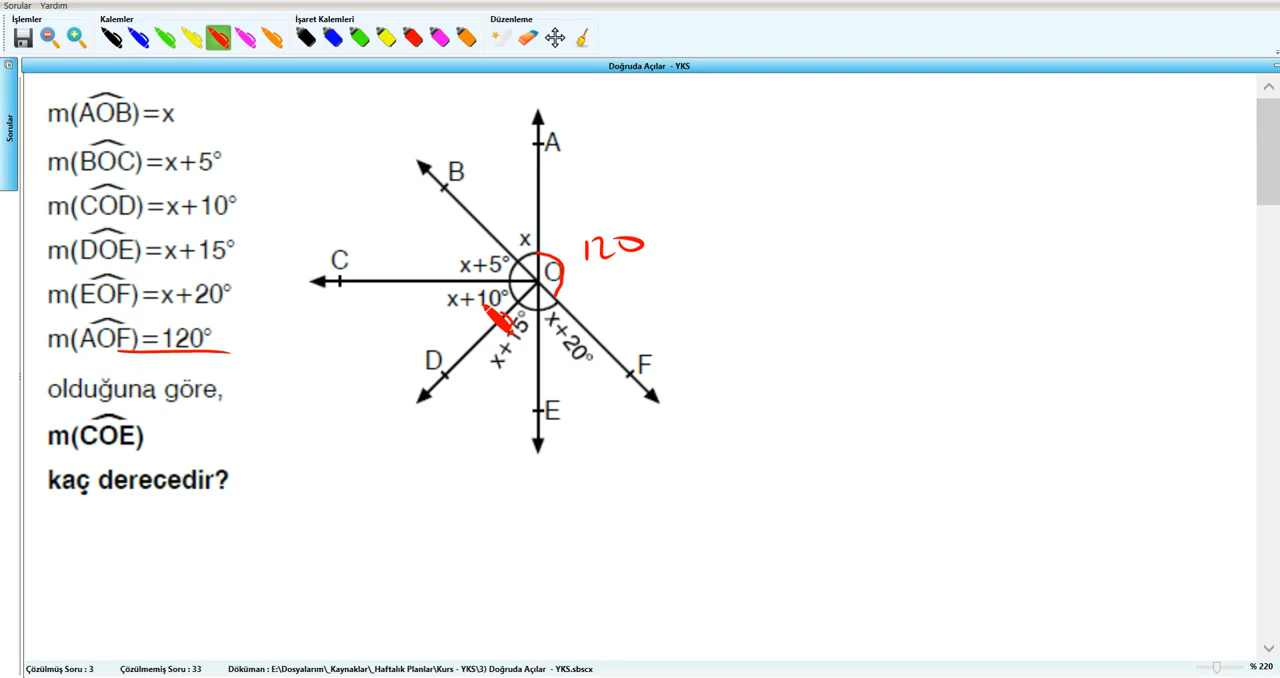 Sorular Yardım
İşlemler Kalemler İşaret Kalemleri Düzenleme
Doğruda Açılar - YKS
Sorular
m(AOB)=x
m(BOC)=x+5°
m(COD)=x+10°
m(DOE)=x+15°
m(EOF)=x+20°
m(AOF)=120°
olduğuna göre,
m(COE)
kaç derecedir?
A
B
x
120
C
x+5°
O
x+10°
x+15°
x+20°
D
F
E
Çözülmüş Soru : 3 Çözülmemiş Soru : 33 Döküman : E:\Dosyalarım\_Kaynaklar\_Haftalık Planlar\Kurs - YKS\3) Doğruda Açılar - YKS.sbscx % 220